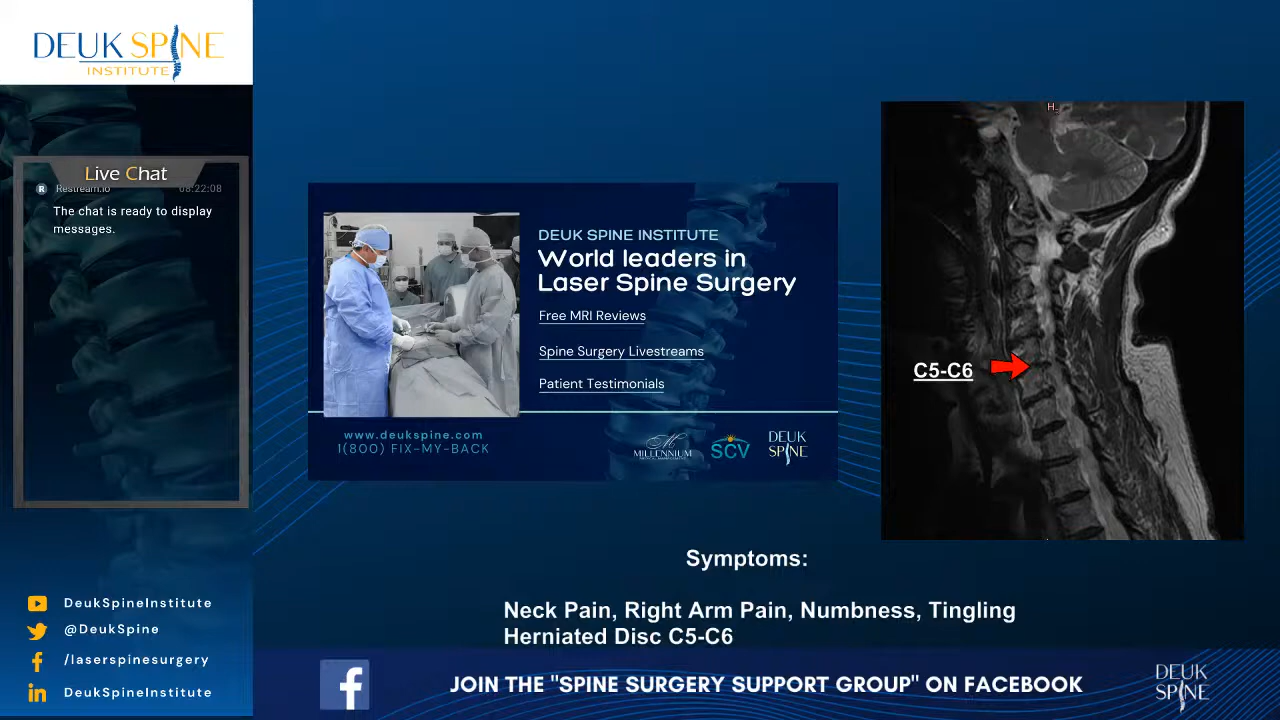 DEUK SPINE
INSTITUTE
Live Chat
R Restream.io 08:22:08
The chat is ready to display
messages.
DeukSpineInstitute
@DeukSpine
/laserspinesurgery
DeukSpineInstitute
DEUK SPINE INSTITUTE
World leaders in
Laser Spine Surgery
Free MRI Reviews
Spine Surgery Livestreams
Patient Testimonials
www.deukspine.com
1(800) FIX-MY-BACK
MILLENNIUM
SCV
DEUK
SPINE
H
C5-C6
Symptoms:
Neck Pain, Right Arm Pain, Numbness, Tingling
Herniated Disc C5-C6
JOIN THE "SPINE SURGERY SUPPORT GROUP" ON FACEBOOK
DEUK
SPINE